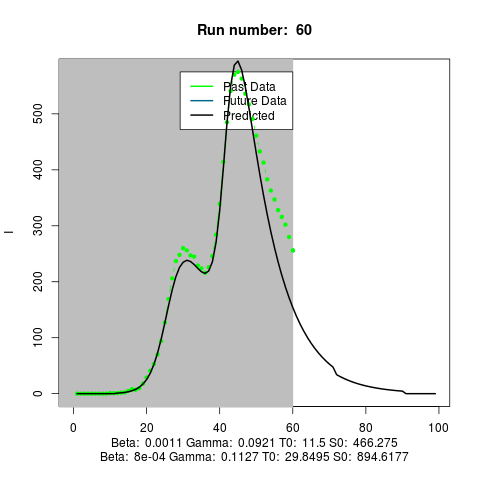 Run number:  60
Past Data
Future Data
Predicted
I
500
400
300
200
100
0
0 20 40 60 80 100
Beta: 0.0011 Gamma: 0.0921 T0: 11.5 S0: 466.275
Beta: 8e-04 Gamma: 0.1127 T0: 29.8495 S0: 894.6177